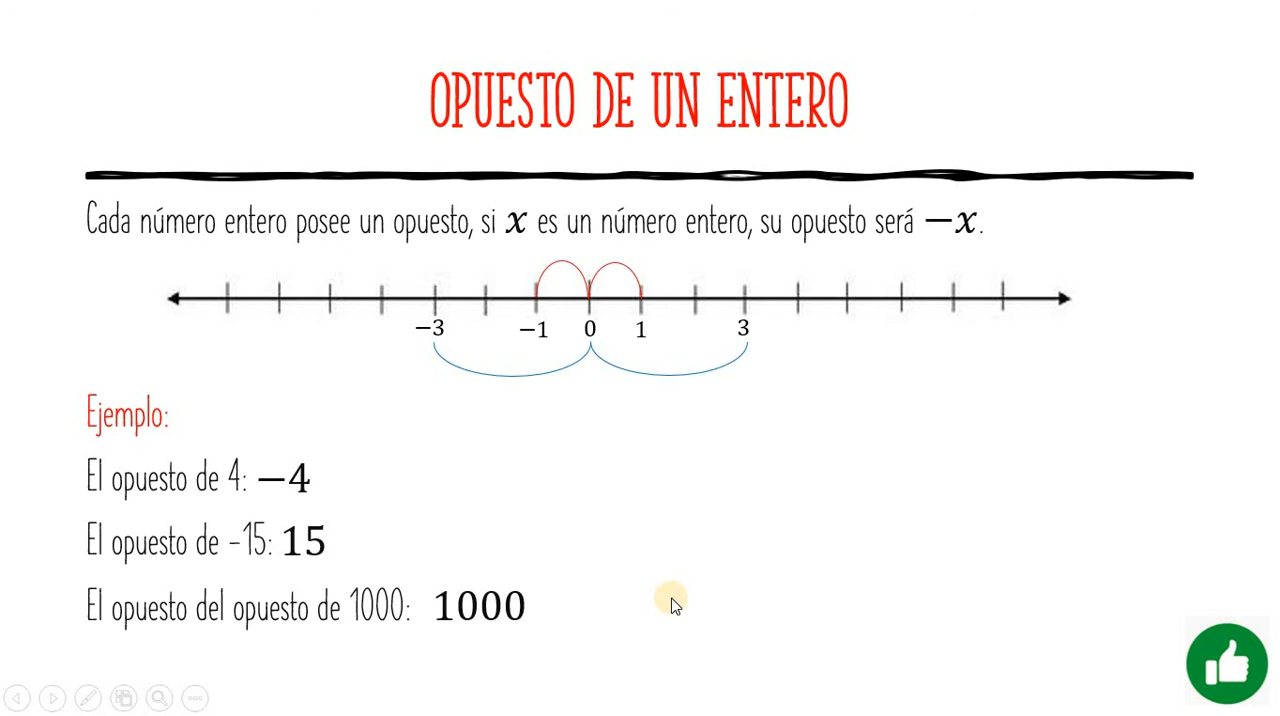 OPUESTO DE UN ENTERO
Cada número entero posee un opuesto, si x es un número entero, su opuesto será −x.
−3 −1 0 1 3
Ejemplo:
El opuesto de 4: −4
El opuesto de -15: 15
El opuesto del opuesto de 1000: 1000